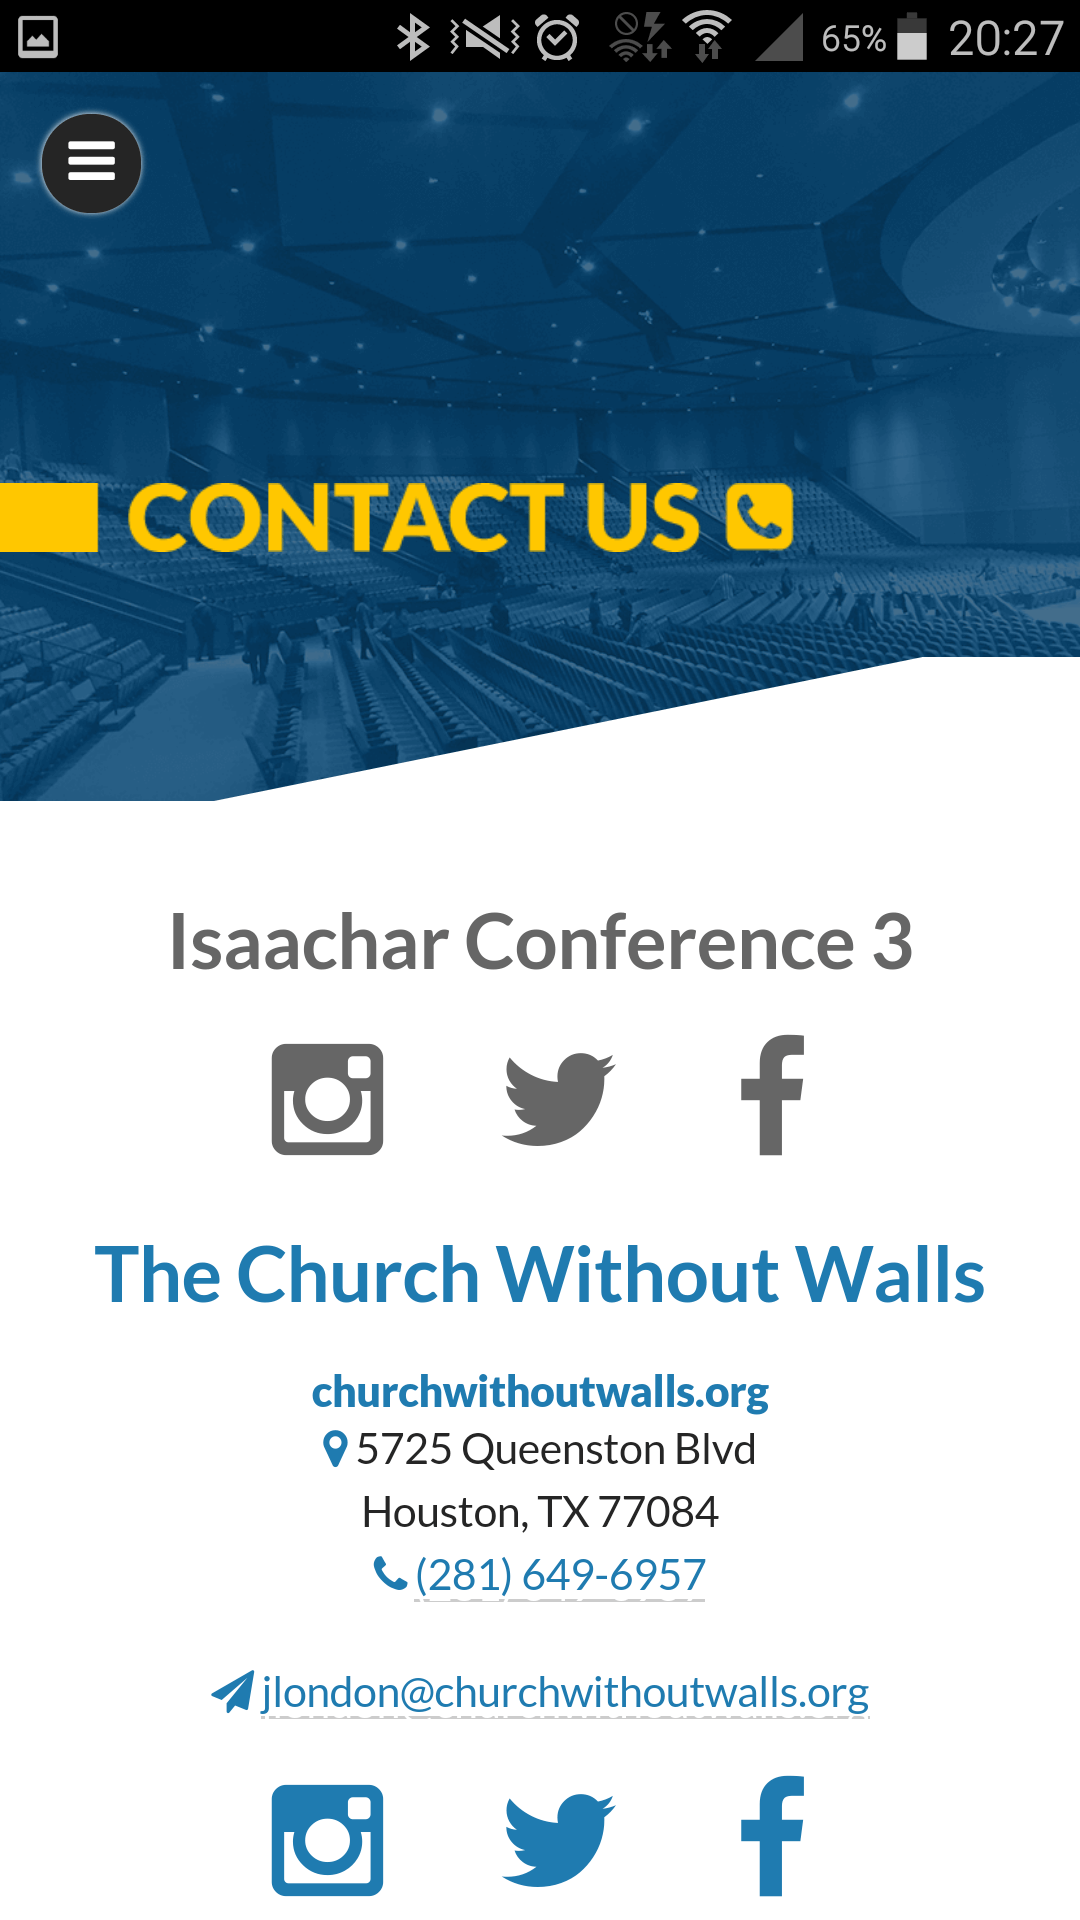 65% 20:27
CONTACT US
Isaachar Conference 3
The Church Without Walls
churchwithoutwalls.org
5725 Queenston Blvd
Houston, TX 77084
(281) 649-6957
jlondon@churchwithoutwalls.org